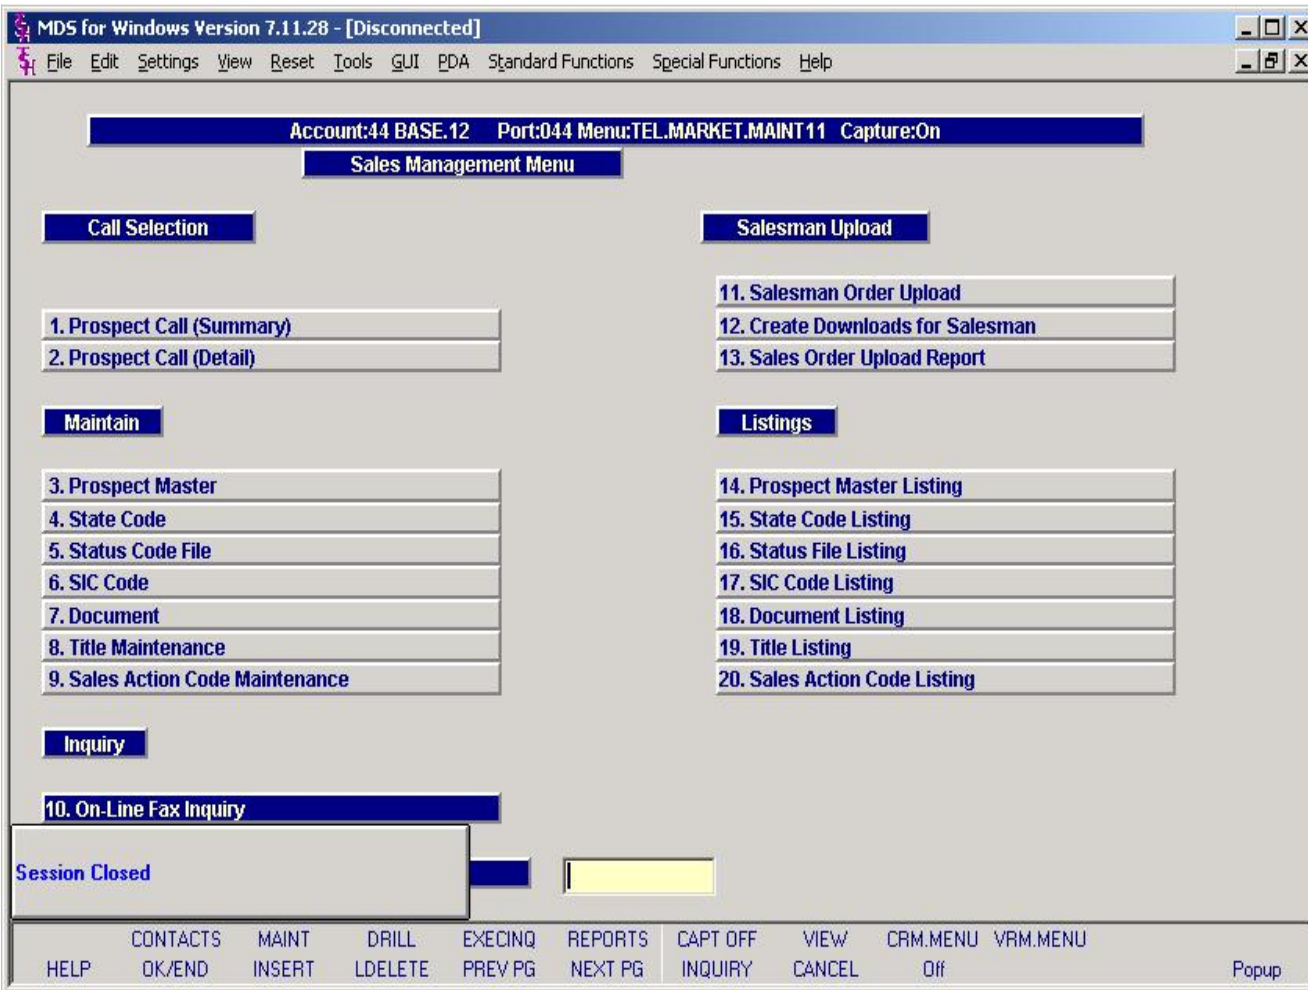 MDS for Windows Version 7.11.28 - [Disconnected]
File Edit Settings View Reset Tools GUI PDA Standard Functions Special Functions Help
Account:44 BASE.12 Port:044 Menu:TEL.MARKET.MAINT11 Capture:On
Sales Management Menu
Call Selection
1. Prospect Call (Summary)
2. Prospect Call (Detail)
Maintain
3. Prospect Master
4. State Code
5. Status Code File
6. SIC Code
7. Document
8. Title Maintenance
9. Sales Action Code Maintenance
Inquiry
10. On-Line Fax Inquiry
Salesman Upload
11. Salesman Order Upload
12. Create Downloads for Salesman
13. Sales Order Upload Report
Listings
14. Prospect Master Listing
15. State Code Listing
16. Status File Listing
17. SIC Code Listing
18. Document Listing
19. Title Listing
20. Sales Action Code Listing
Session Closed
CONTACTS MAINT DRILL EXECINQ REPORTS CAPT OFF VIEW CRM.MENU VRM.MENU
HELP OK/END INSERT LDELETE PREV PG NEXT PG INQUIRY CANCEL Off Popup